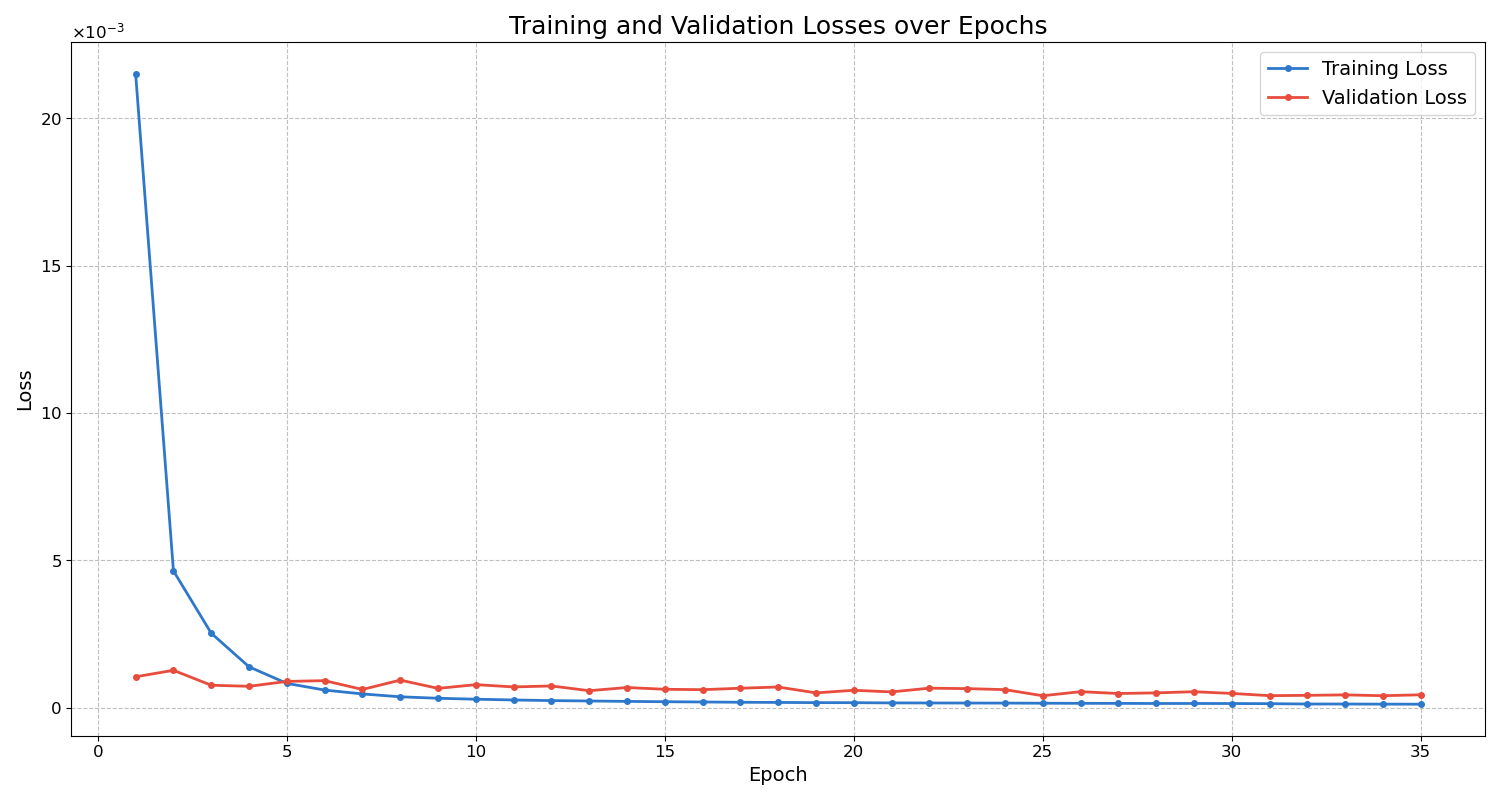 Training and Validation Losses over Epochs
×10⁻³
Training Loss
Validation Loss
20
15
10
5
0
Loss
0 5 10 15 20 25 30 35
Epoch